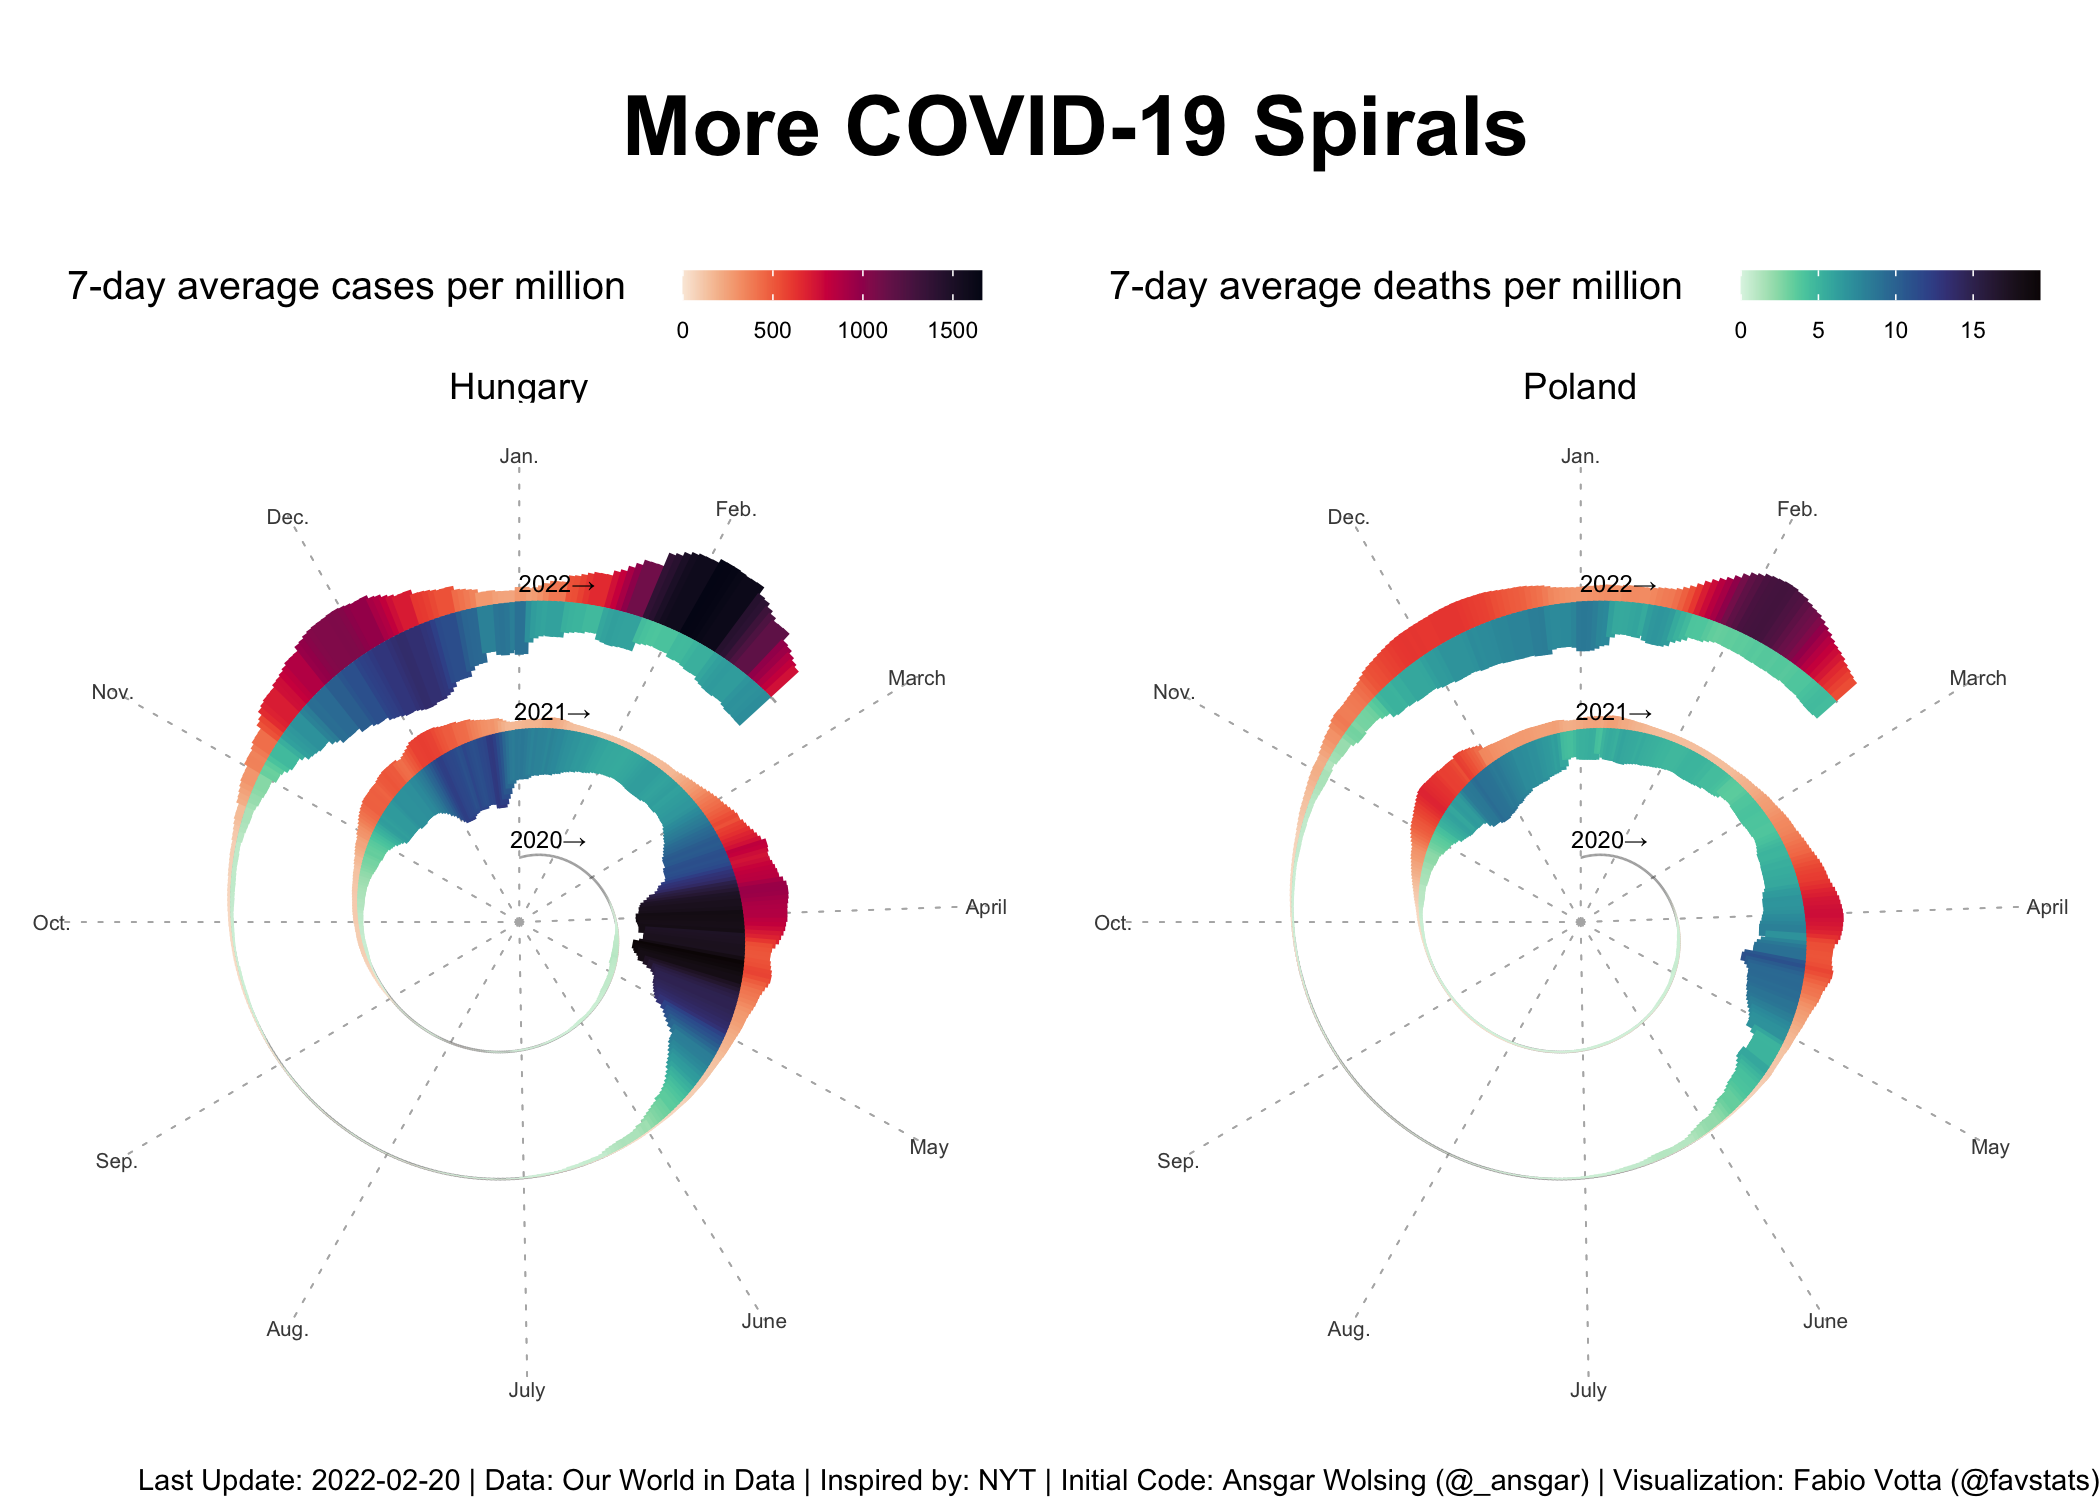 More COVID-19 Spirals
7-day average cases per million
0 500 1000 1500
7-day average deaths per million
0 5 10 15
Hungary
Jan.
Feb.
March
April
May
June
July
Aug.
Sep.
Oct.
Nov.
Dec.
2022→
2021→
2020→
Poland
Jan.
Feb.
March
April
May
June
July
Aug.
Sep.
Oct.
Nov.
Dec.
2022→
2021→
2020→
Last Update: 2022-02-20 | Data: Our World in Data | Inspired by: NYT | Initial Code: Ansgar Wolsing (@_ansgar) | Visualization: Fabio Votta (@favstats)